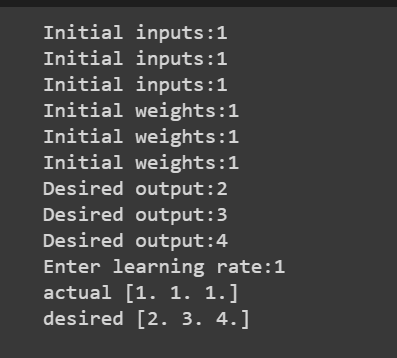 Initial inputs:1
Initial inputs:1
Initial inputs:1
Initial weights:1
Initial weights:1
Initial weights:1
Desired output:2
Desired output:3
Desired output:4
Enter learning rate:1
actual [1. 1. 1.]
desired [2. 3. 4.]